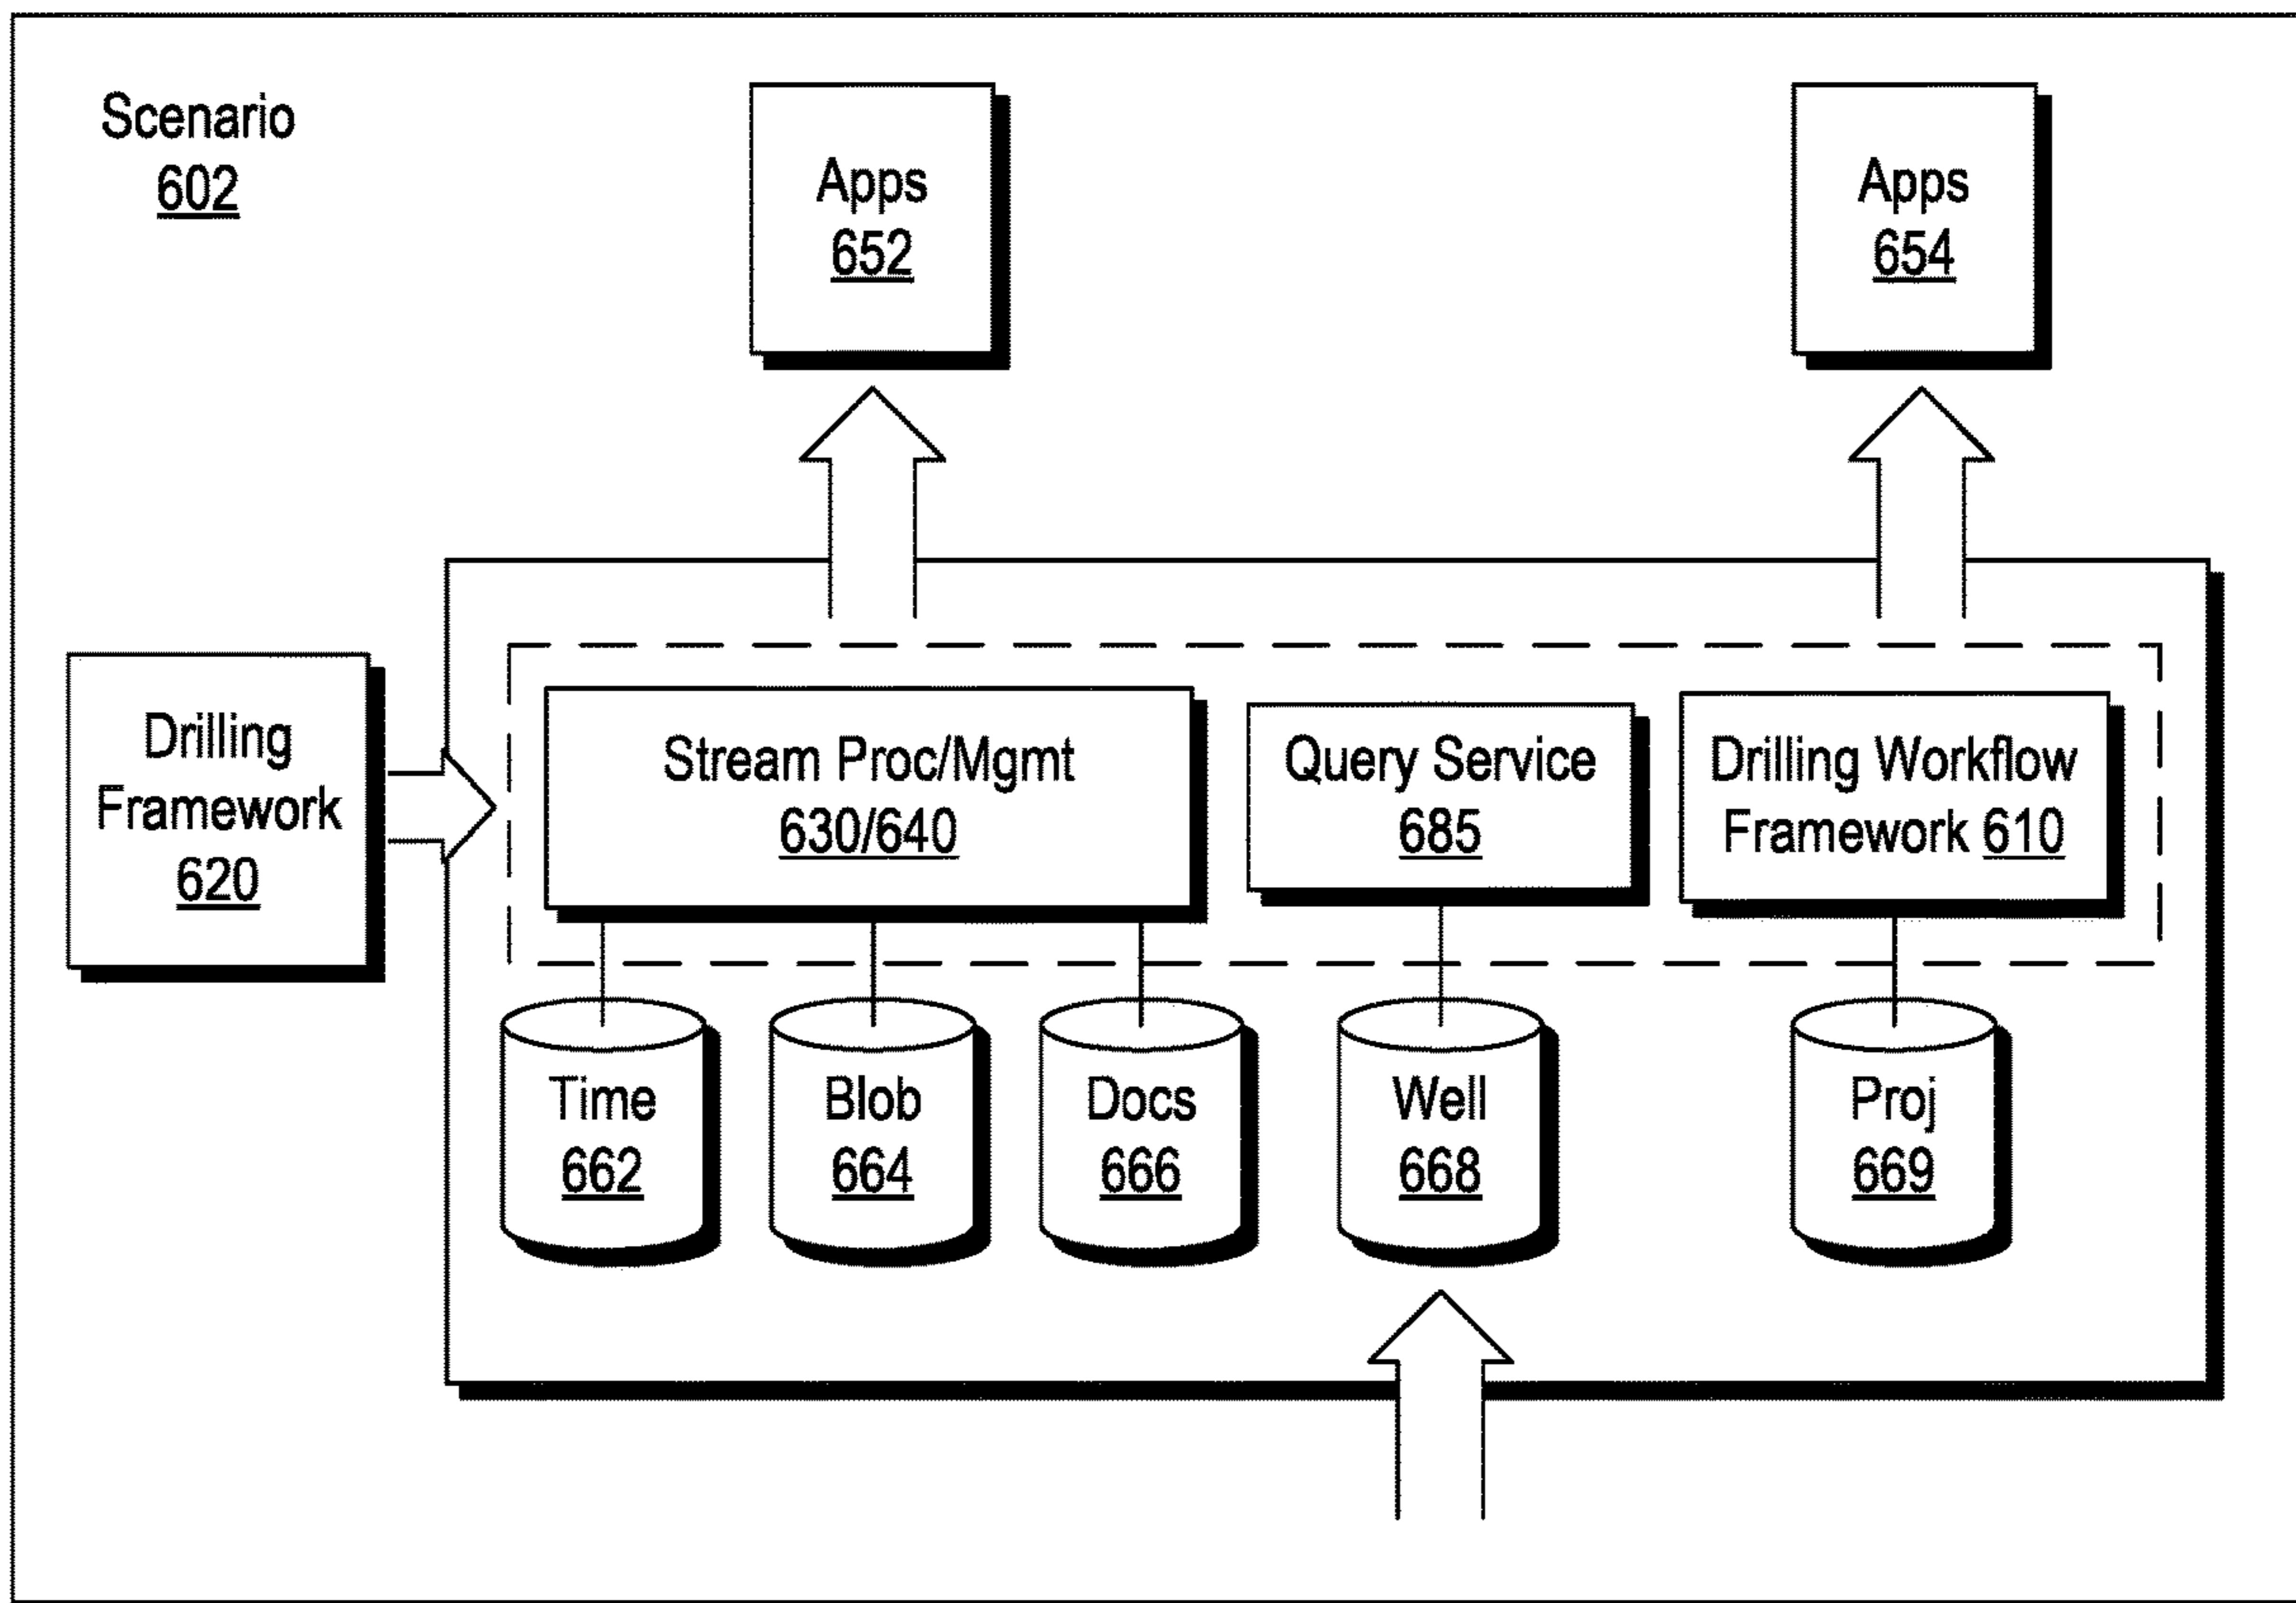 Scenario
602
Apps
652
Apps
654
Drilling
Framework
620
Stream Proc/Mgmt
630/640
Query Service
685
Drilling Workflow
Framework 610
Time
662
Blob
664
Docs
666
Well
668
Proj
669